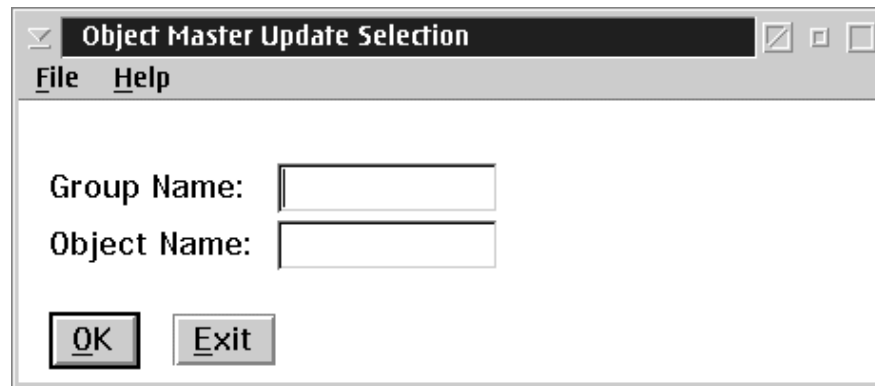 Object Master Update Selection
File Help
Group Name:
Object Name:
OK Exit